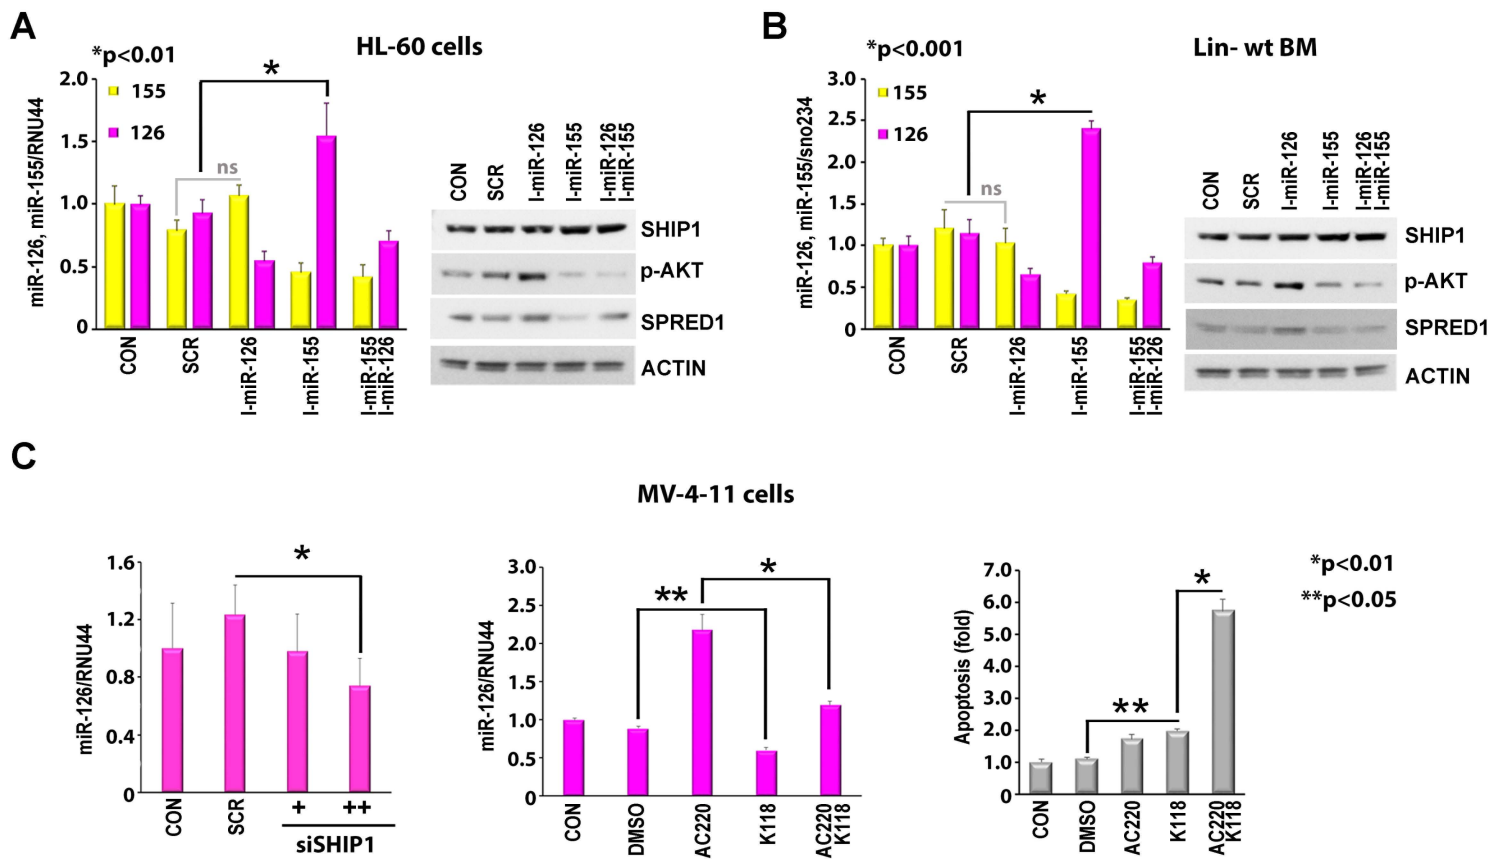 A
*p<0.01
HL-60 cells
miR-126, miR-155/RNU44
2.0
1.5
1.0
0.5
0
155
126
*
ns
CON
SCR
I-miR-126
I-miR-155
I-miR-155
I-miR-126
CON
SCR
I-miR-126
I-miR-155
I-miR-126
I-miR-155
SHIP1
p-AKT
SPRED1
ACTIN
B
*p<0.001
Lin- wt BM
miR-126, miR-155/sno234
3.0
2.5
2.0
1.5
1.0
0.5
0
155
126
*
ns
CON
SCR
I-miR-126
I-miR-155
I-miR-155
I-miR-126
CON
SCR
I-miR-126
I-miR-155
I-miR-126
I-miR-155
SHIP1
p-AKT
SPRED1
ACTIN
C
MV-4-11 cells
miR-126/RNU44
1.6
1.2
0.8
0.4
0
*
CON
SCR
+
++
siSHIP1
miR-126/RNU44
3.0
2.5
2.0
1.5
1.0
0.5
0
**
*
CON
DMSO
AC220
K118
AC220
K118
Apoptosis (fold)
7.0
6.0
5.0
4.0
3.0
2.0
1.0
0
**
*
CON
DMSO
AC220
K118
AC220
K118
*p<0.01
**p<0.05